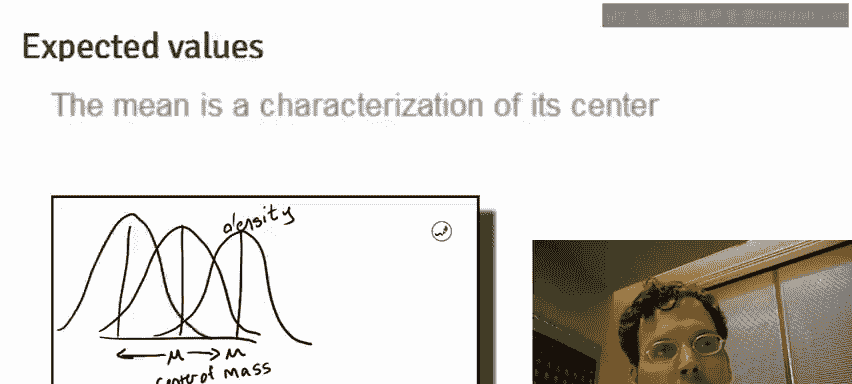 Expected values
The mean is a characterization of its center
density
μ μ
center of mass